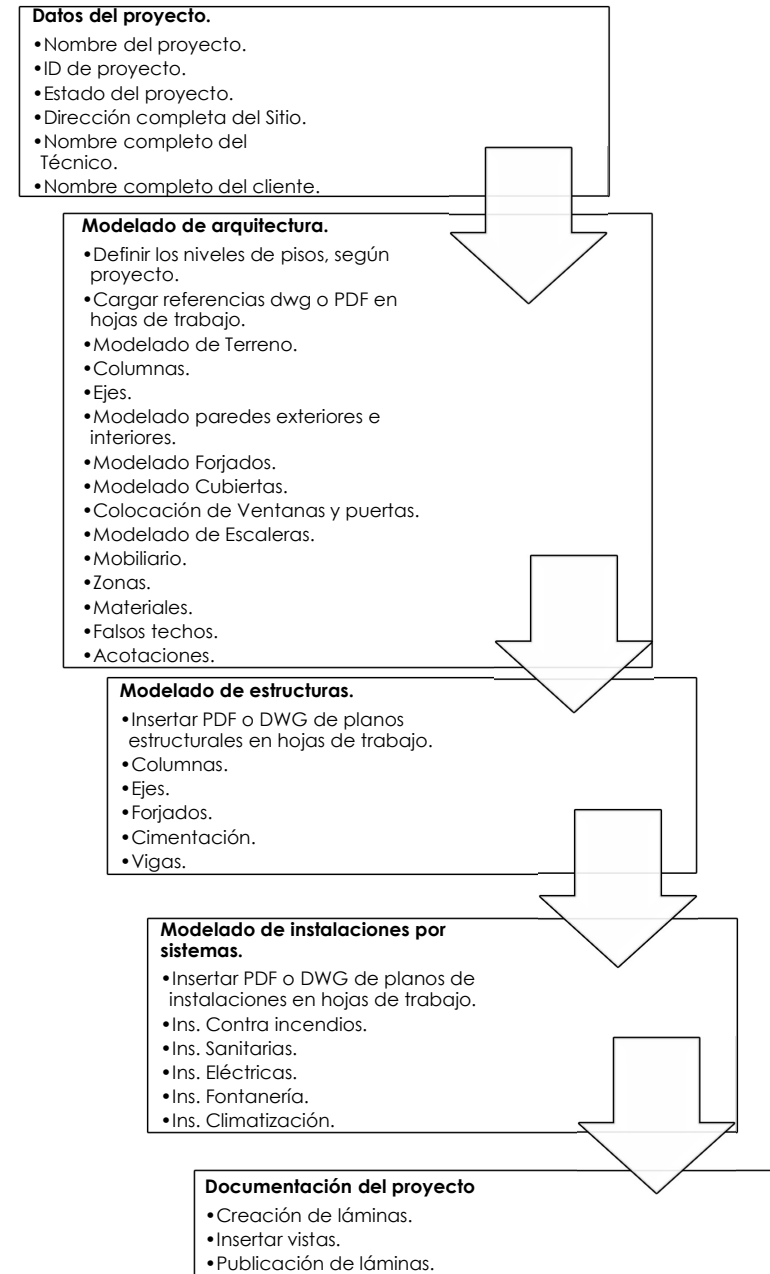 Datos del proyecto.
•Nombre del proyecto.
•ID de proyecto.
•Estado del proyecto.
•Dirección completa del Sitio.
•Nombre completo del
Técnico.
•Nombre completo del cliente.
Modelado de arquitectura.
•Definir los niveles de pisos, según
proyecto.
•Cargar referencias dwg o PDF en
hojas de trabajo.
•Modelado de Terreno.
•Columnas.
•Ejes.
•Modelado paredes exteriores e
interiores.
•Modelado Forjados.
•Modelado Cubiertas.
•Colocación de Ventanas y puertas.
•Modelado de Escaleras.
•Mobiliario.
•Zonas.
•Materiales.
•Falsos techos.
•Acotaciones.
Modelado de estructuras.
•Insertar PDF o DWG de planos
estructurales en hojas de trabajo.
•Columnas.
•Ejes.
•Forjados.
•Cimentación.
•Vigas.
Modelado de instalaciones por
sistemas.
•Insertar PDF o DWG de planos de
instalaciones en hojas de trabajo.
•Ins. Contra incendios.
•Ins. Sanitarias.
•Ins. Eléctricas.
•Ins. Fontanería.
•Ins. Climatización.
Documentación del proyecto
•Creación de láminas.
•Insertar vistas.
•Publicación de láminas.